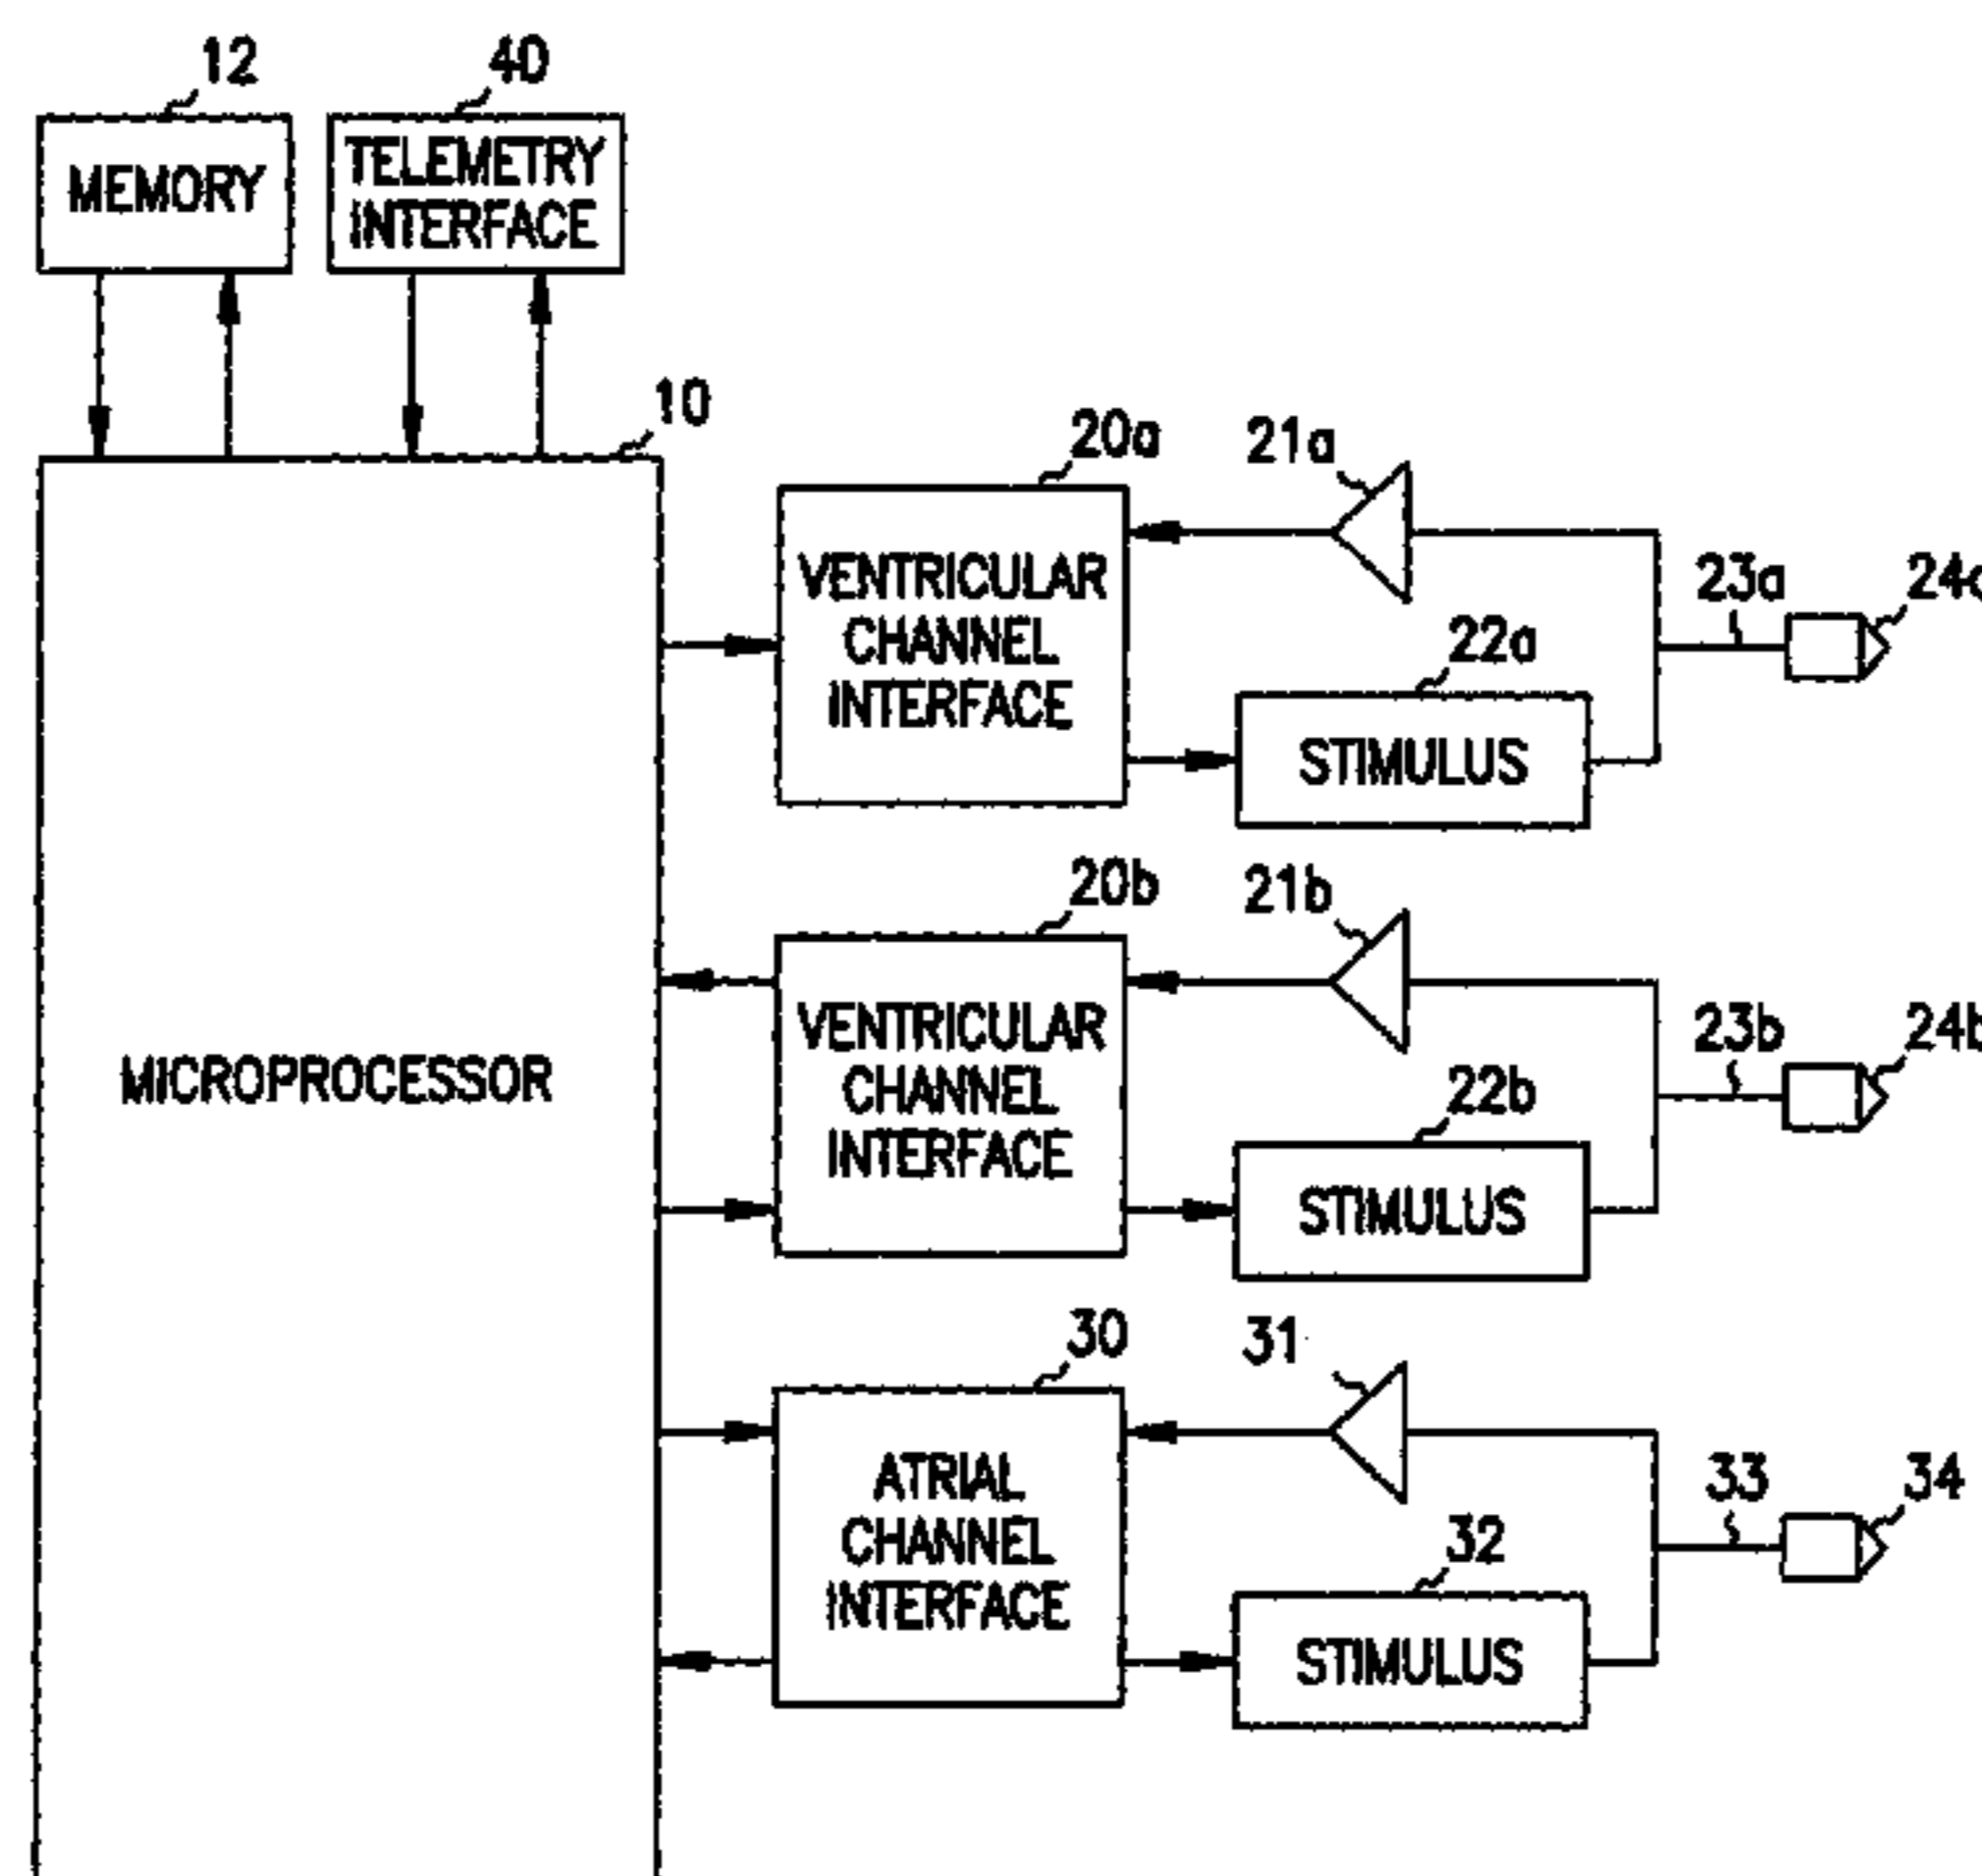 12
40
MEMORY
TELEMETRY
INTERFACE
10
20a
21a
VENTRICULAR
CHANNEL
INTERFACE
23a
22a
STIMULUS
20b
21b
24b
VENTRICULAR
CHANNEL
INTERFACE
23b
MICROPROCESSOR
22b
STIMULUS
30
31
ATRIAL
CHANNEL
INTERFACE
33
34
32
STIMULUS